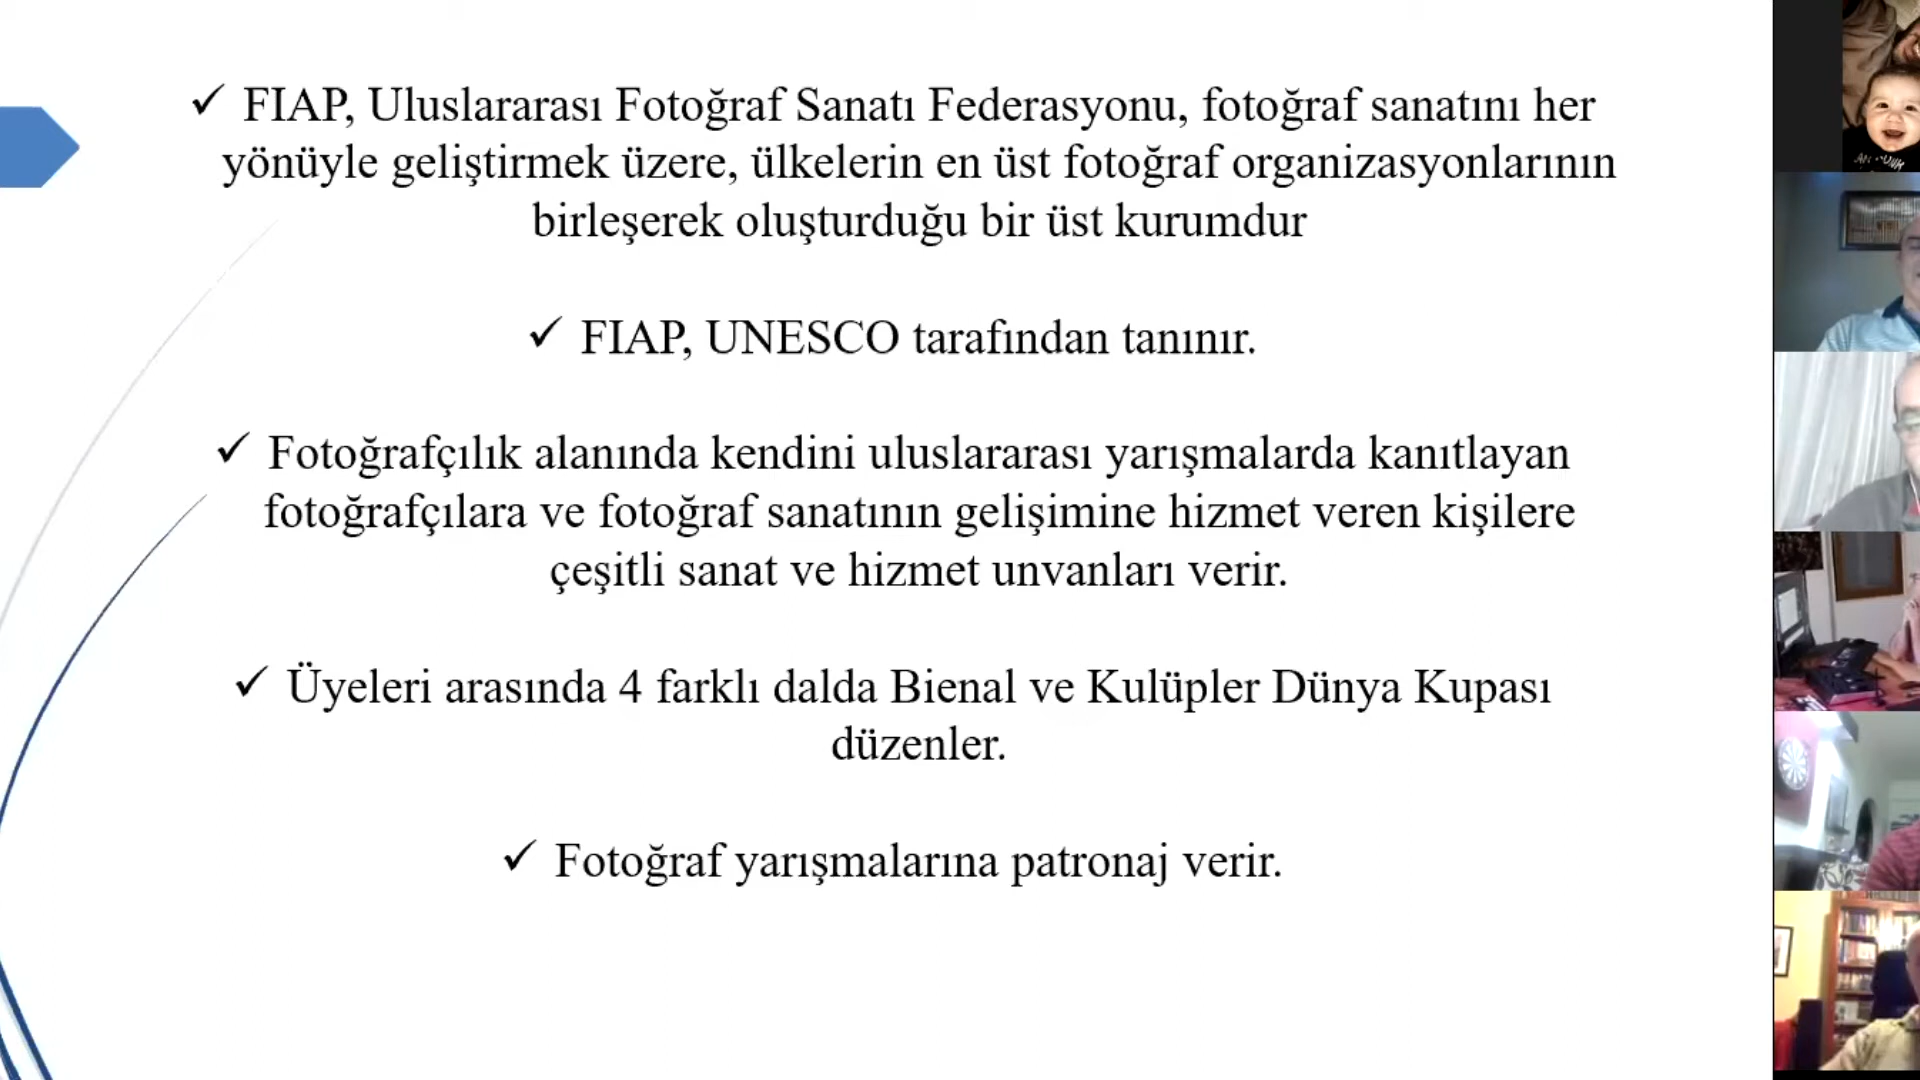 ✓ FIAP, Uluslararası Fotoğraf Sanatı Federasyonu, fotoğraf sanatını her
yönüyle geliştirmek üzere, ülkelerin en üst fotoğraf organizasyonlarının
birleşerek oluşturduğu bir üst kurumdur
✓ FIAP, UNESCO tarafından tanınır.
✓ Fotoğrafçılık alanında kendini uluslararası yarışmalarda kanıtlayan
fotoğrafçılara ve fotoğraf sanatının gelişimine hizmet veren kişilere
çeşitli sanat ve hizmet unvanları verir.
✓ Üyeleri arasında 4 farklı dalda Bienal ve Kulüpler Dünya Kupası
düzenler.
✓ Fotoğraf yarışmalarına patronaj verir.